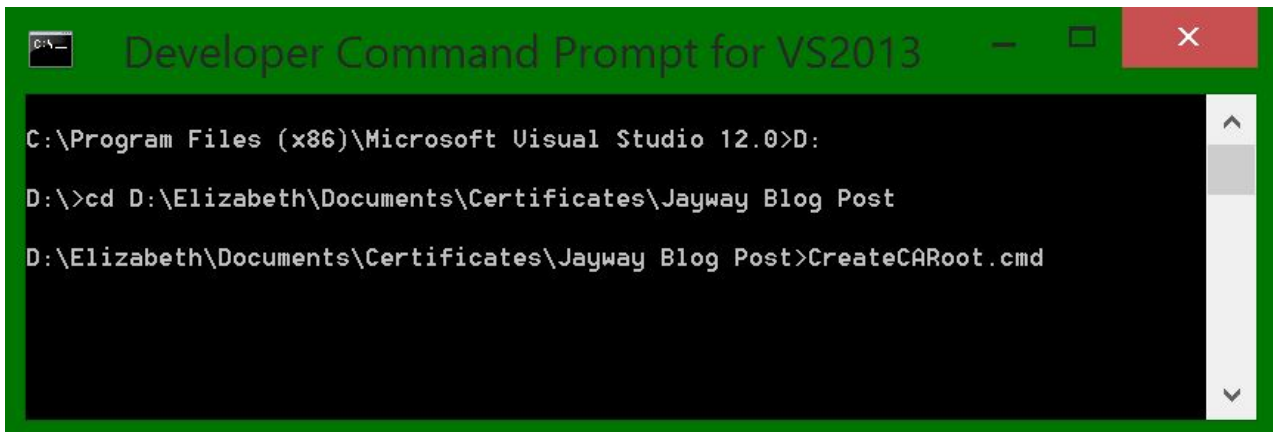 Developer Command Prompt for VS2013
C:\Program Files (x86)\Microsoft Visual Studio 12.0>D:
D:\>cd D:\Elizabeth\Documents\Certificates\Jayway Blog Post
D:\Elizabeth\Documents\Certificates\Jayway Blog Post>CreateCARoot.cmd